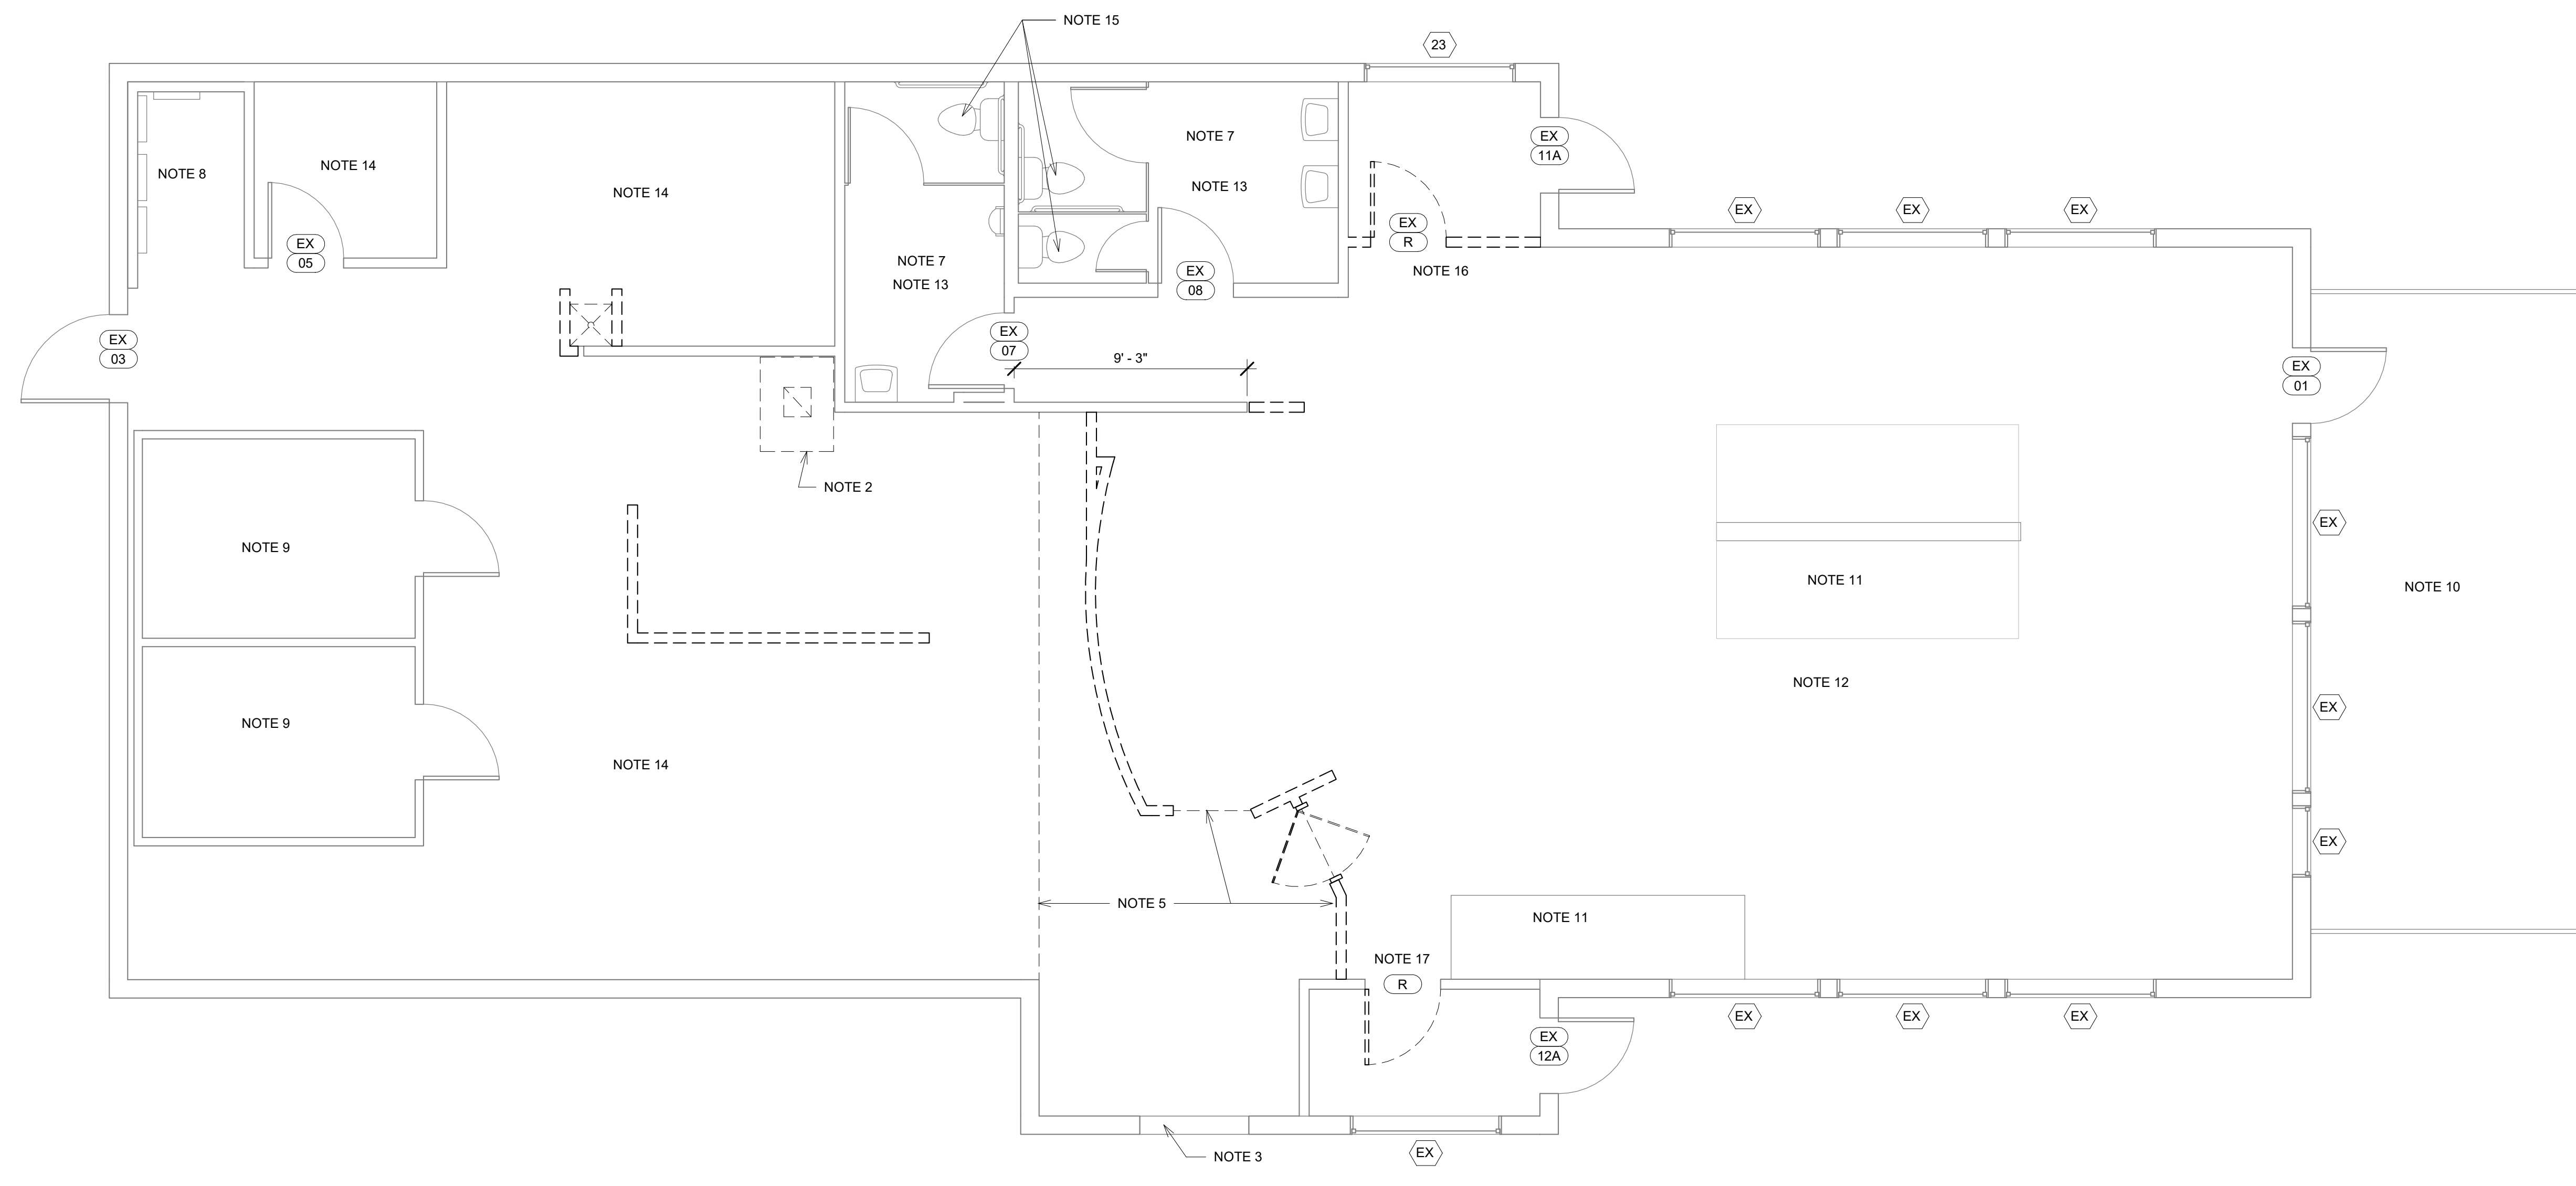 NOTE 15
23
NOTE 7
EX
11A
NOTE 14
NOTE 8
NOTE 13
NOTE 14
EX
EX
EX
EX
R
EX
05
NOTE 7
EX
08
NOTE 16
NOTE 13
EX
03
EX
07
9' - 3"
EX
01
NOTE 2
EX
NOTE 9
NOTE 11
NOTE 10
NOTE 12
EX
NOTE 9
NOTE 14
EX
NOTE 5
NOTE 11
NOTE 17
R
EX
EX
EX
EX
12A
EX
NOTE 3